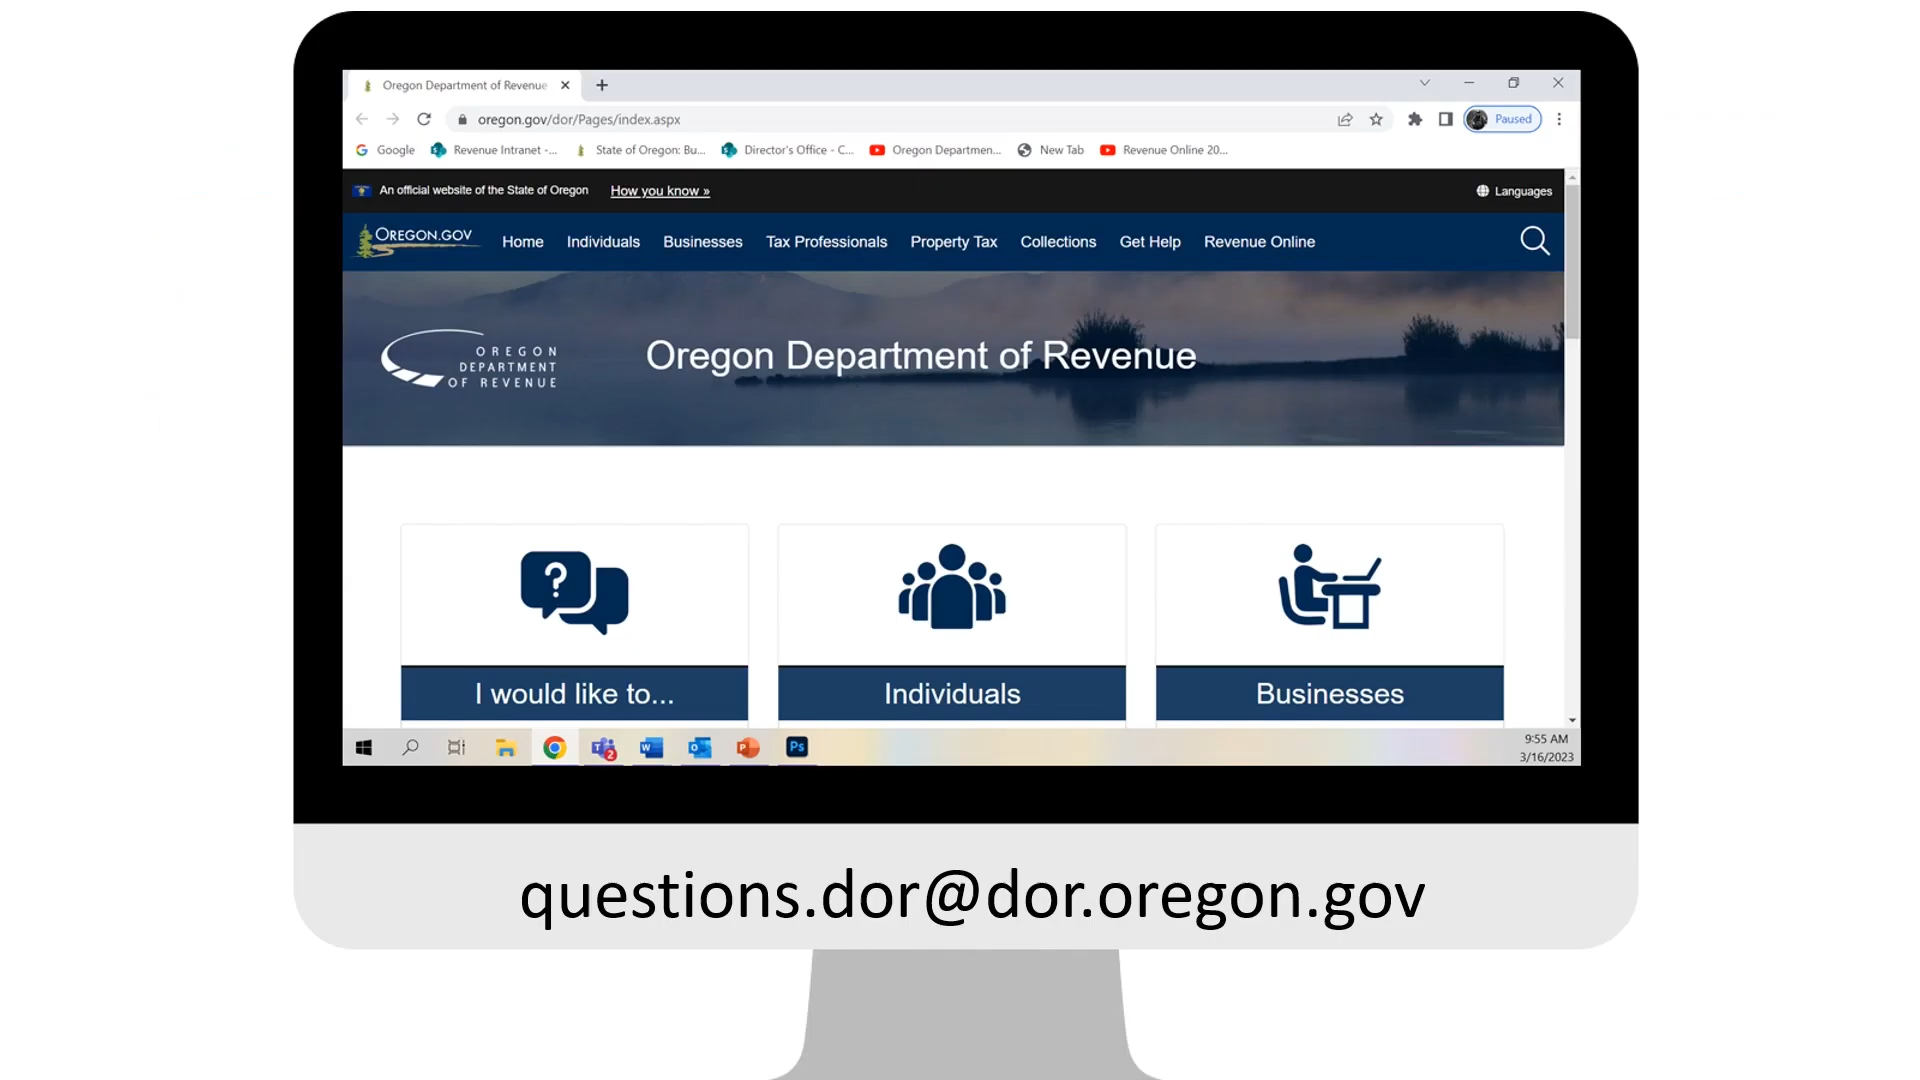 Oregon Department of Revenue
oregon.gov/dor/Pages/index.aspx
Paused
Google Revenue Intranet -... State of Oregon: Bu... Director's Office - C... Oregon Departmen... New Tab Revenue Online 20...
An official website of the State of Oregon How you know » Languages
OREGON.GOV Home Individuals Businesses Tax Professionals Property Tax Collections Get Help Revenue Online
OREGON
DEPARTMENT
OF REVENUE
Oregon Department of Revenue
?
I would like to... Individuals Businesses
T 2 W O P Ps
9:55 AM
3/16/2023
questions.dor@dor.oregon.gov